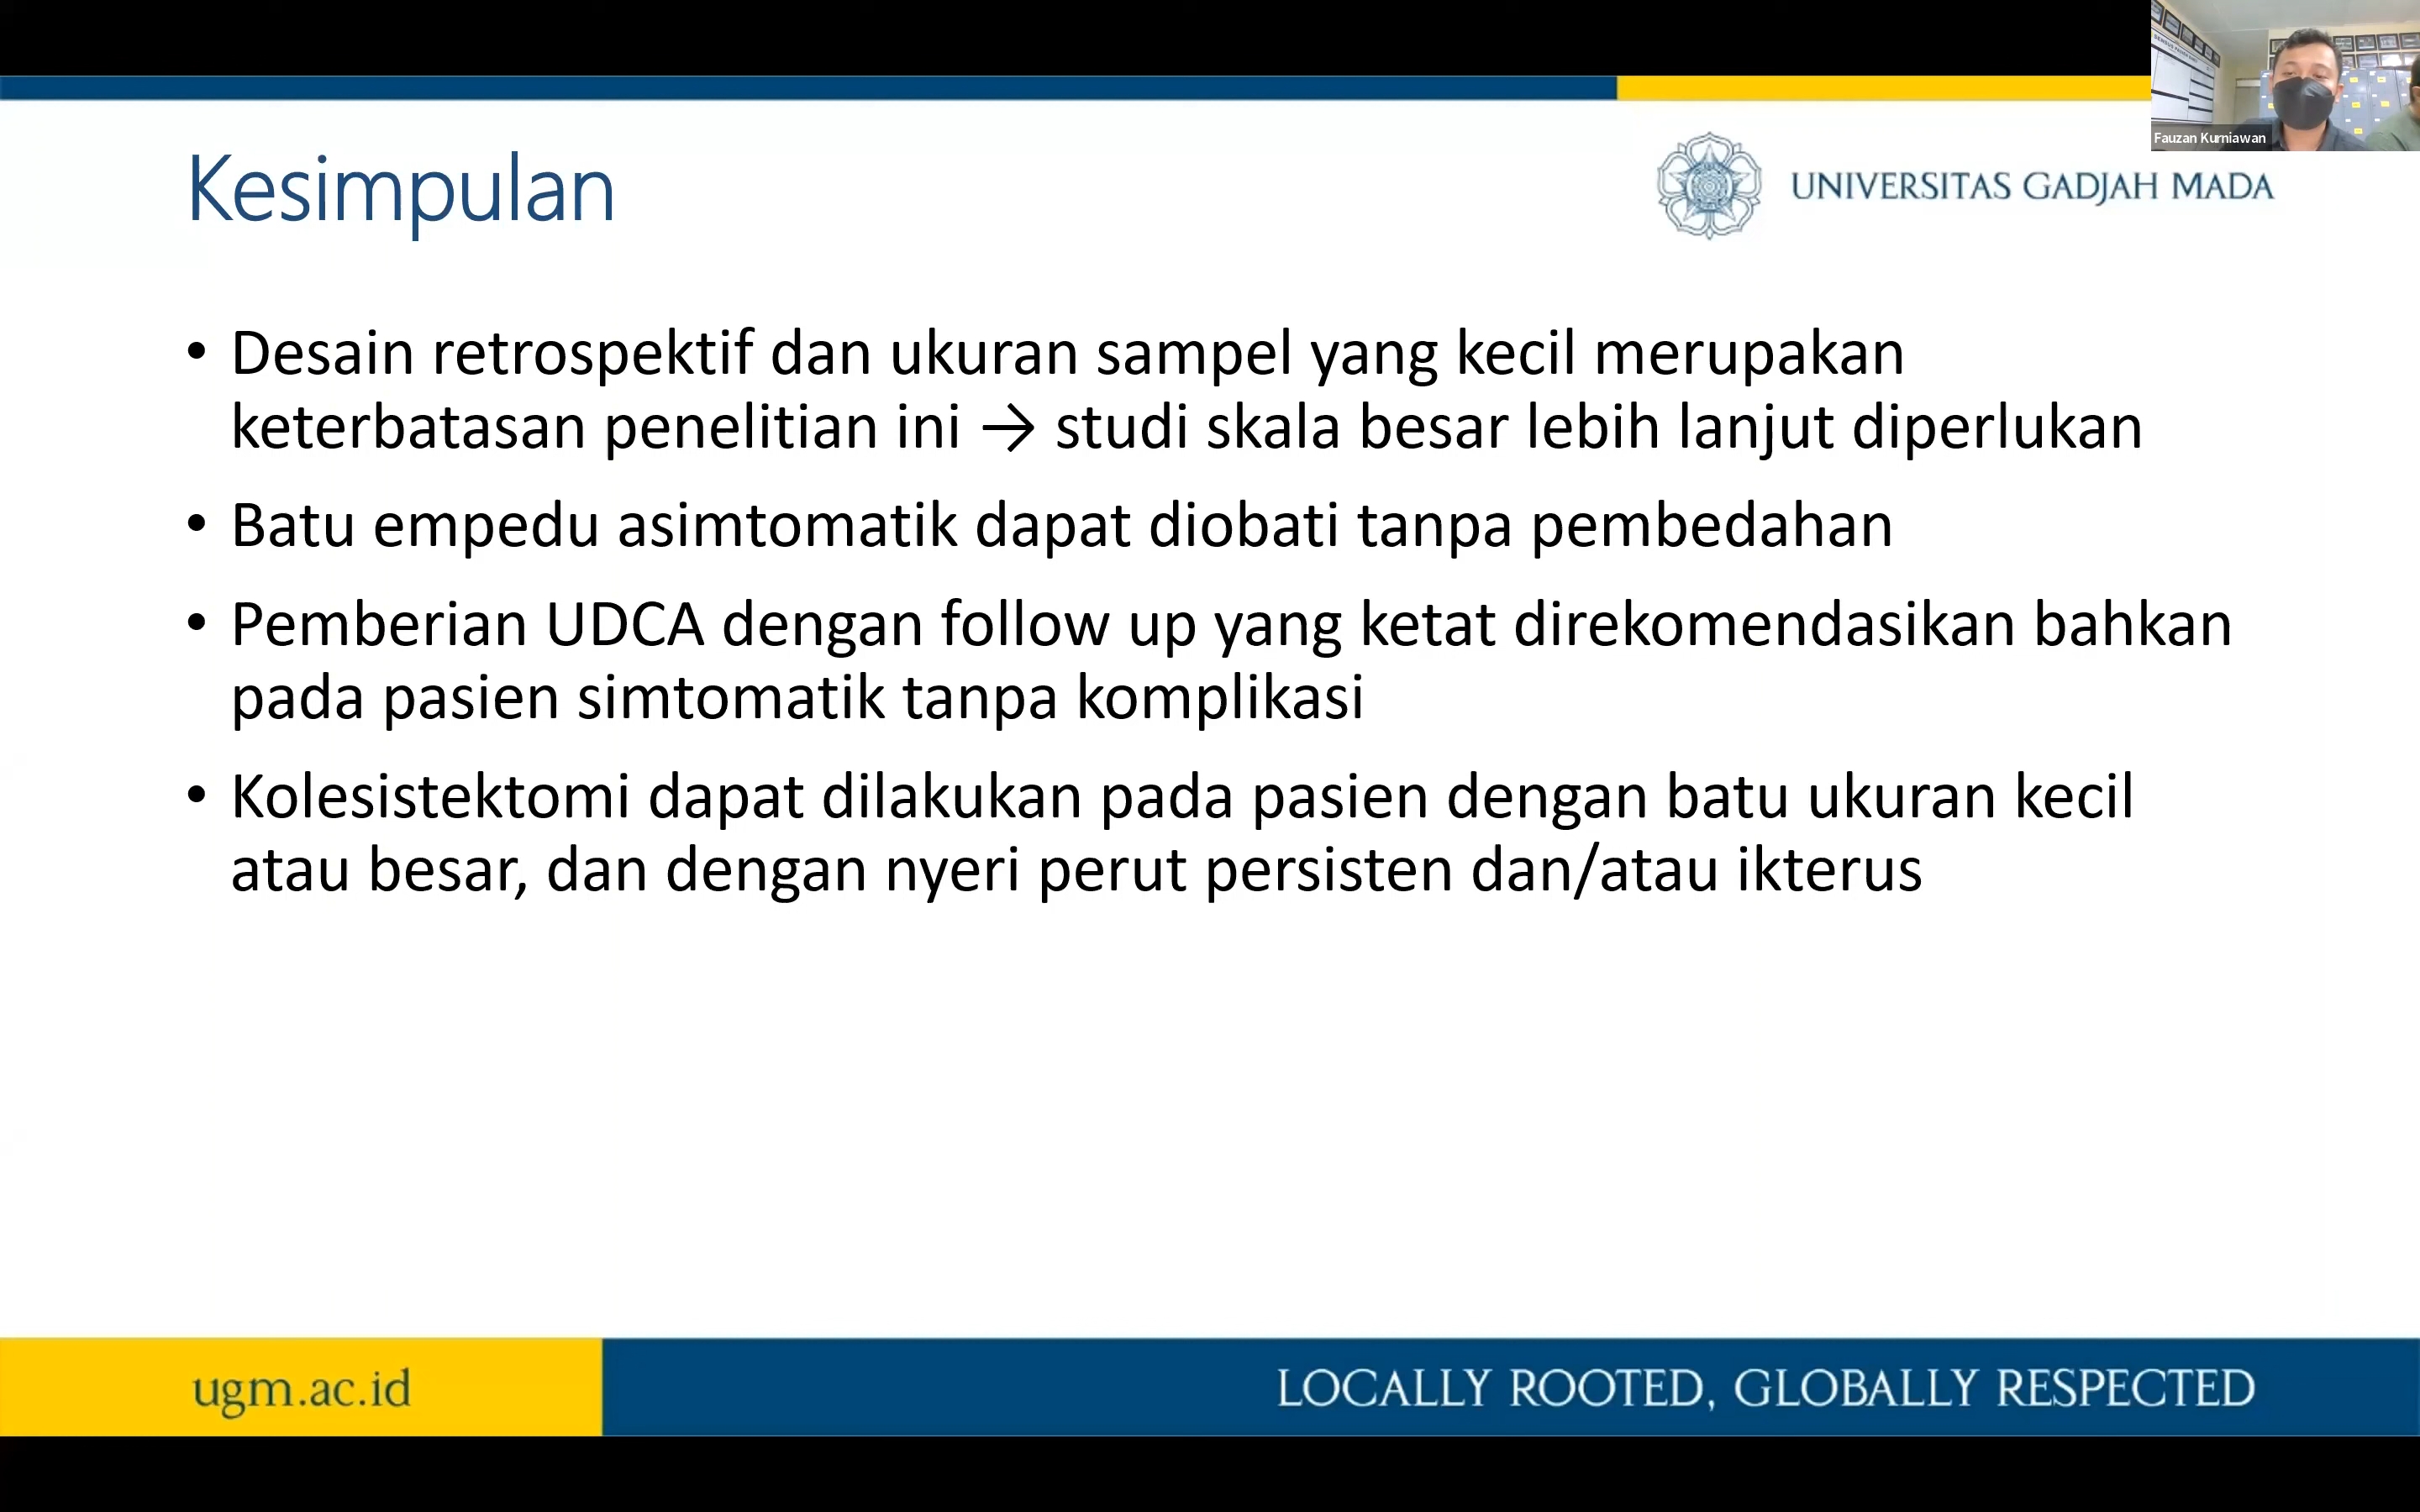 Fauzan Kurniawan
Kesimpulan
UNIVERSITAS GADJAH MADA
• Desain retrospektif dan ukuran sampel yang kecil merupakan
keterbatasan penelitian ini → studi skala besar lebih lanjut diperlukan
• Batu empedu asimtomatik dapat diobati tanpa pembedahan
• Pemberian UDCA dengan follow up yang ketat direkomendasikan bahkan
pada pasien simtomatik tanpa komplikasi
• Kolesistektomi dapat dilakukan pada pasien dengan batu ukuran kecil
atau besar, dan dengan nyeri perut persisten dan/atau ikterus
ugm.ac.id
LOCALLY ROOTED, GLOBALLY RESPECTED